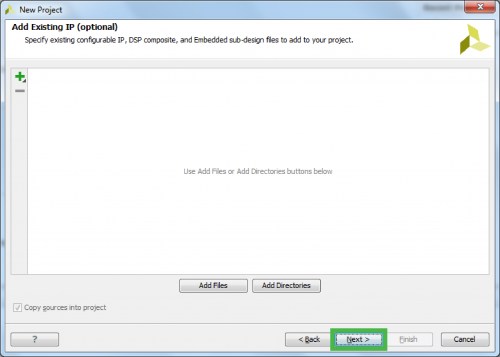 New Project
Add Existing IP (optional)
Specify existing configurable IP, DSP composite, and Embedded sub-design files to add to your project.
Use Add Files or Add Directories buttons below
Add Files Add Directories
Copy sources into project
? < Back Next > Finish Cancel